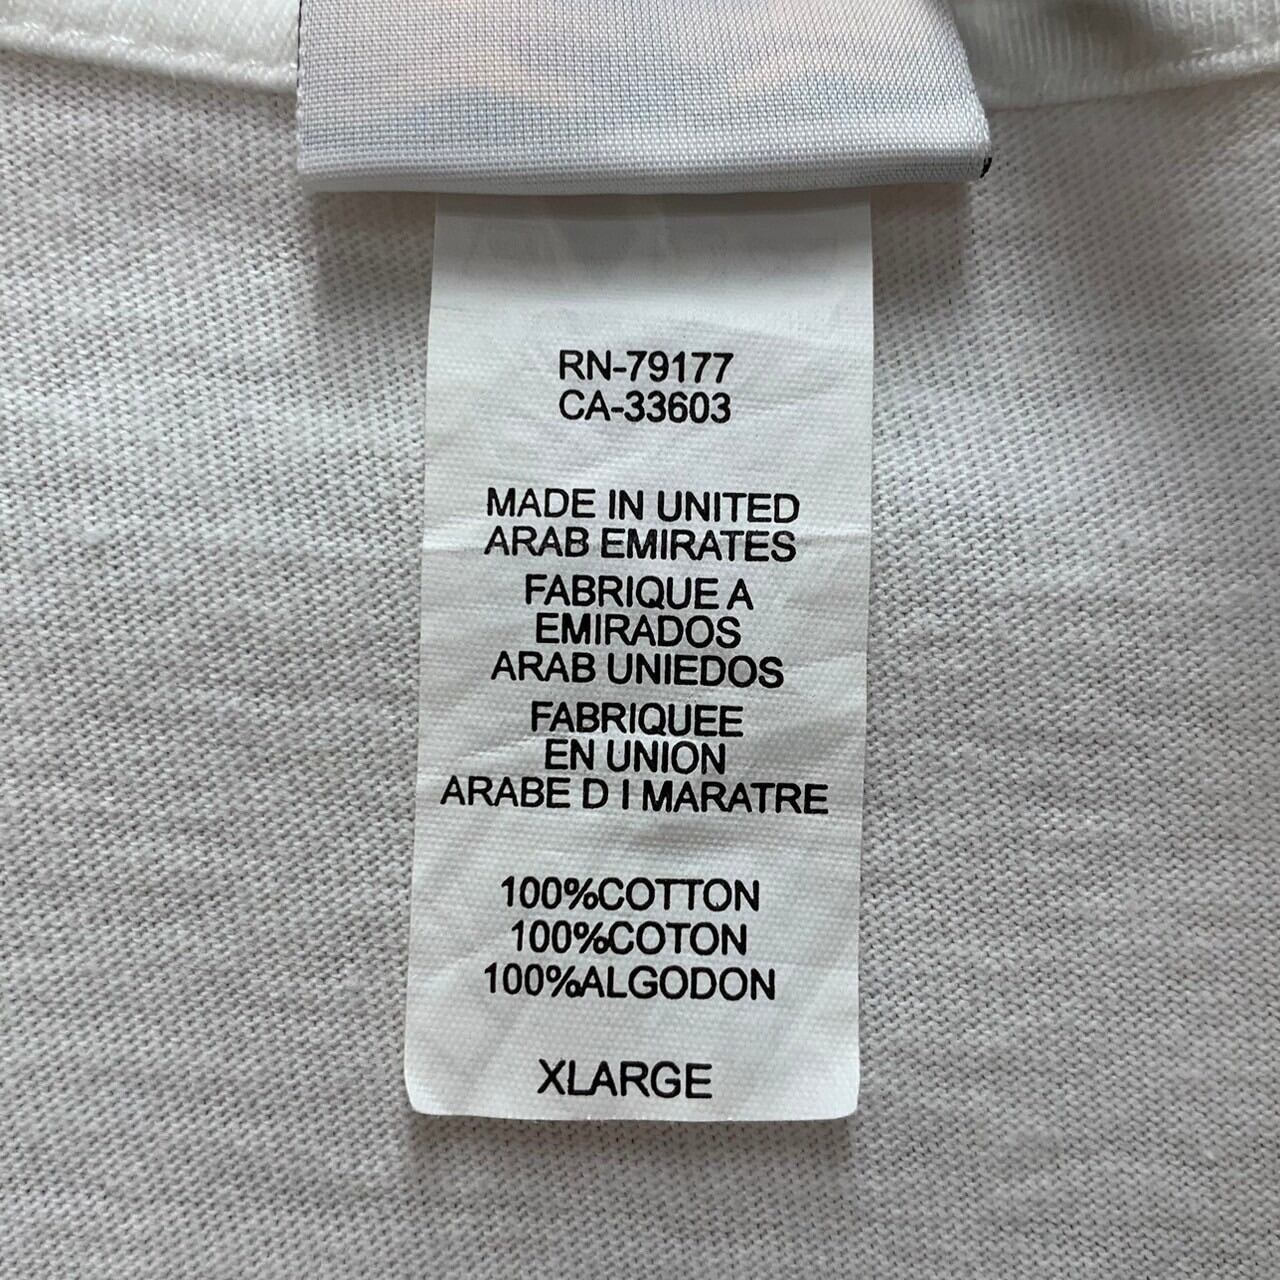 RN-79177
CA-33603
MADE IN UNITED
ARAB EMIRATES
FABRIQUE A
EMIRADOS
ARAB UNIEDOS
FABRIQUEE
EN UNION
ARABE D I MARATRE
100%COTTON
100%COTON
100%ALGODON
XLARGE